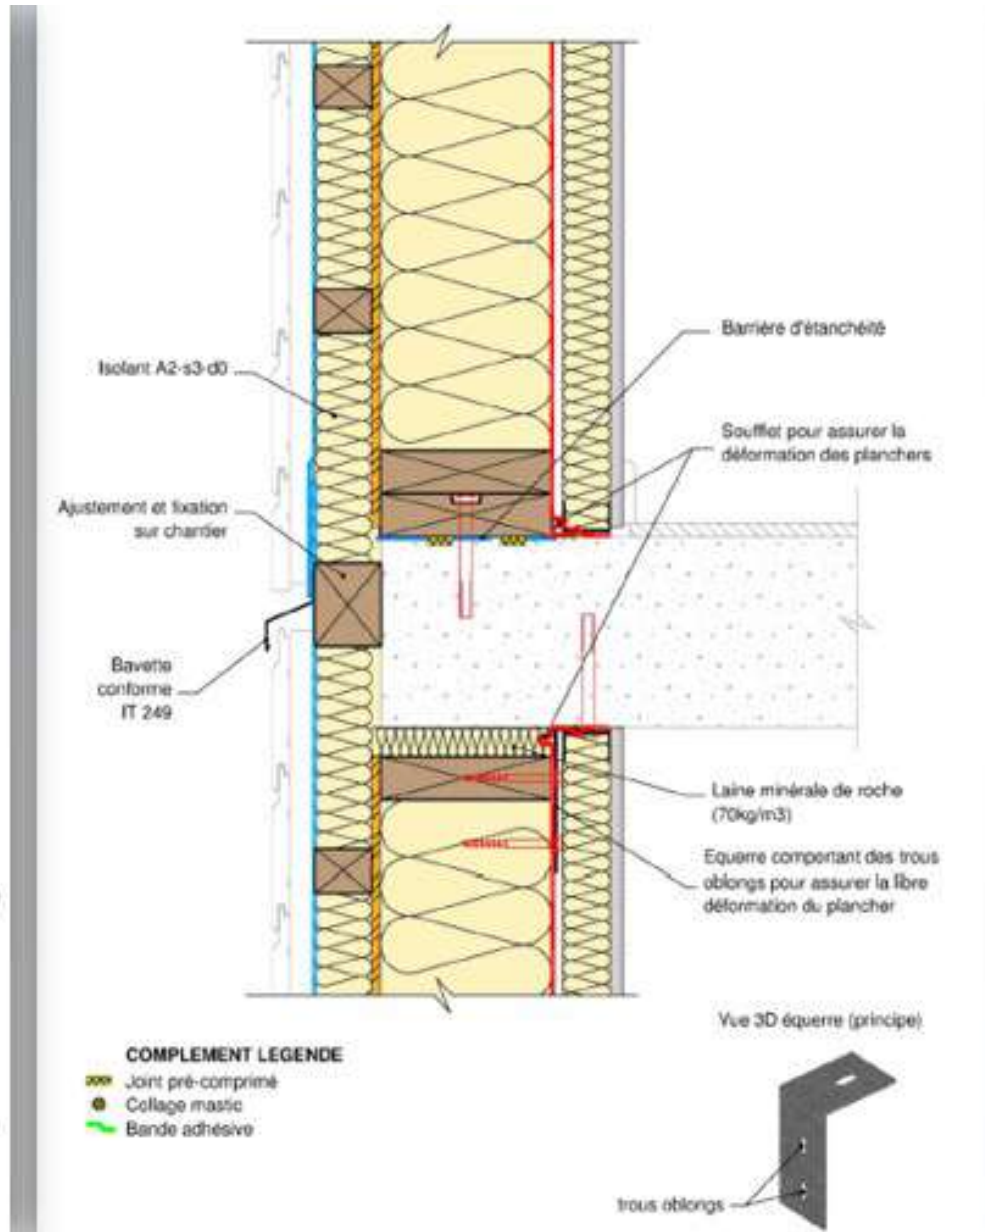 Barrière d'étanchéité
Isolant A2-s3-d0
Soufflet pour assurer la
déformation des planchers
Ajustement et fixation
sur chantier
Bavette
conforme
IT 249
Laine minérale de roche
(70kg/m3)
Equerre comportant des trous
oblongs pour assurer la libre
déformation du plancher
Vue 3D équerre (principe)
COMPLEMENT LEGENDE
Joint pré-comprimé
Collage mastic
Bande adhésive
trous oblongs